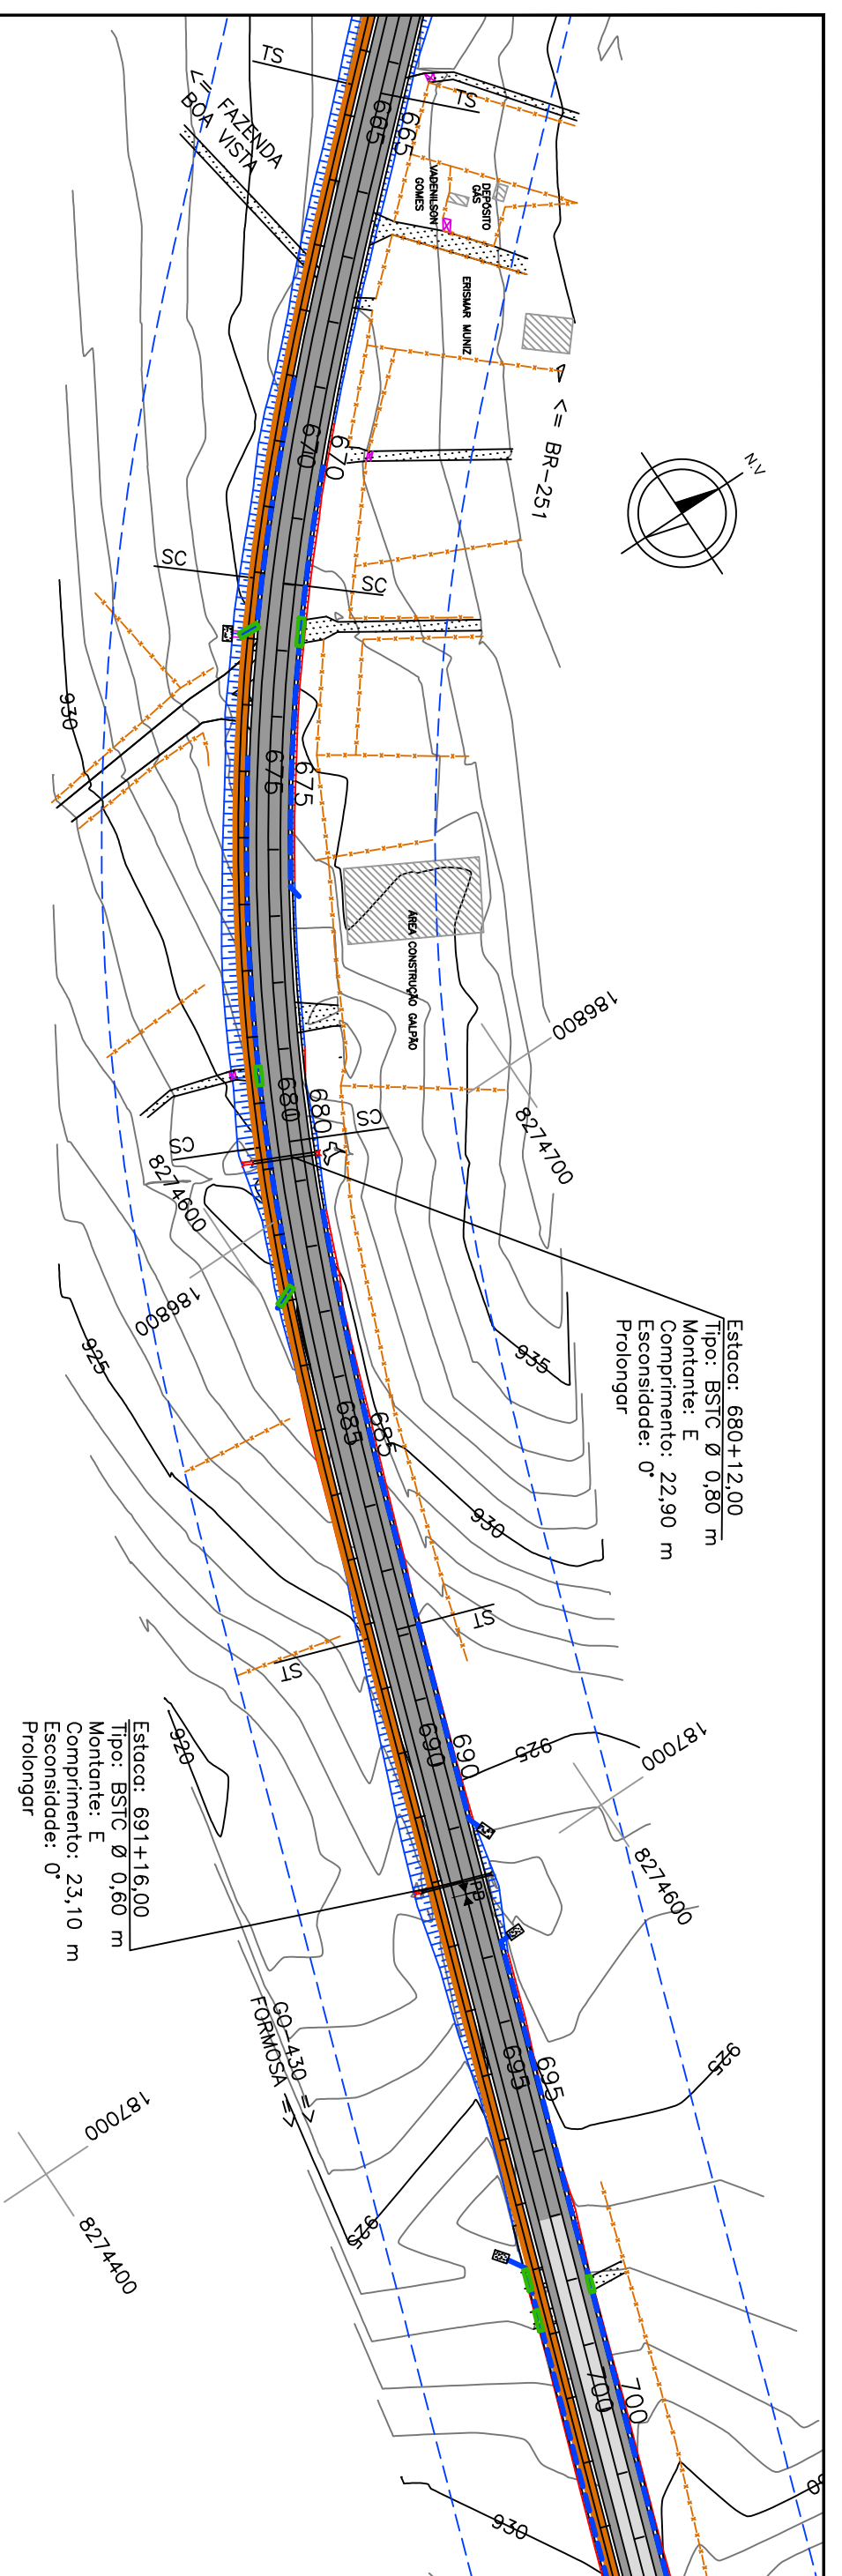 TS
TS
<= FAZENDA
BOA VISTA
665
665
VADENILSON
GOMES
DEPOSITO
GAS
ERISMAR MUNIZ
<= BR-251
N.V
670
670
SC
SC
930
675
675
ÁREA CONSTRUÇÃO GALPÃO
186800
8274700
680
680
CS
CS
8274600
186800
Estaca: 680+12,00
Tipo: BSTC Ø 0,80 m
Montante: E
Comprimento: 22,90 m
Esconsidade: 0°
Prolongar
925
935
685
685
930
ST
ST
690
690
925
187000
920
8274600
Estaca: 691+16,00
Tipo: BSTC Ø 0,60 m
Montante: E
Comprimento: 23,10 m
Esconsidade: 0°
Prolongar
PB
GO-430 =>
FORMOSA =>
695
695
925
187000
925
8274400
700
700
930